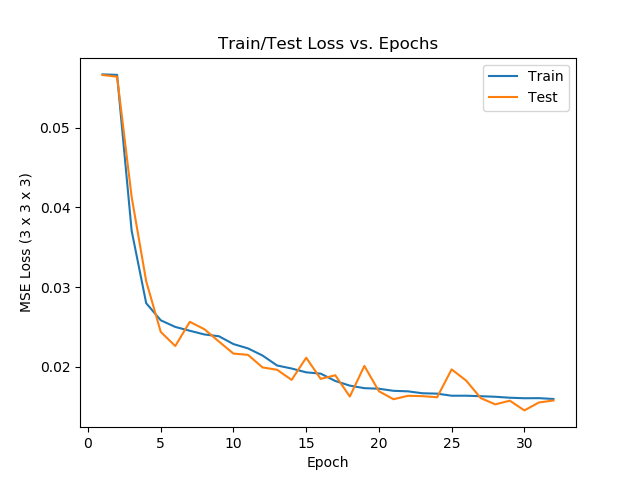 Train/Test Loss vs. Epochs
Train
Test
0.05
0.04
0.03
0.02
MSE Loss (3 x 3 x 3)
0
5
10
15
20
25
30
Epoch